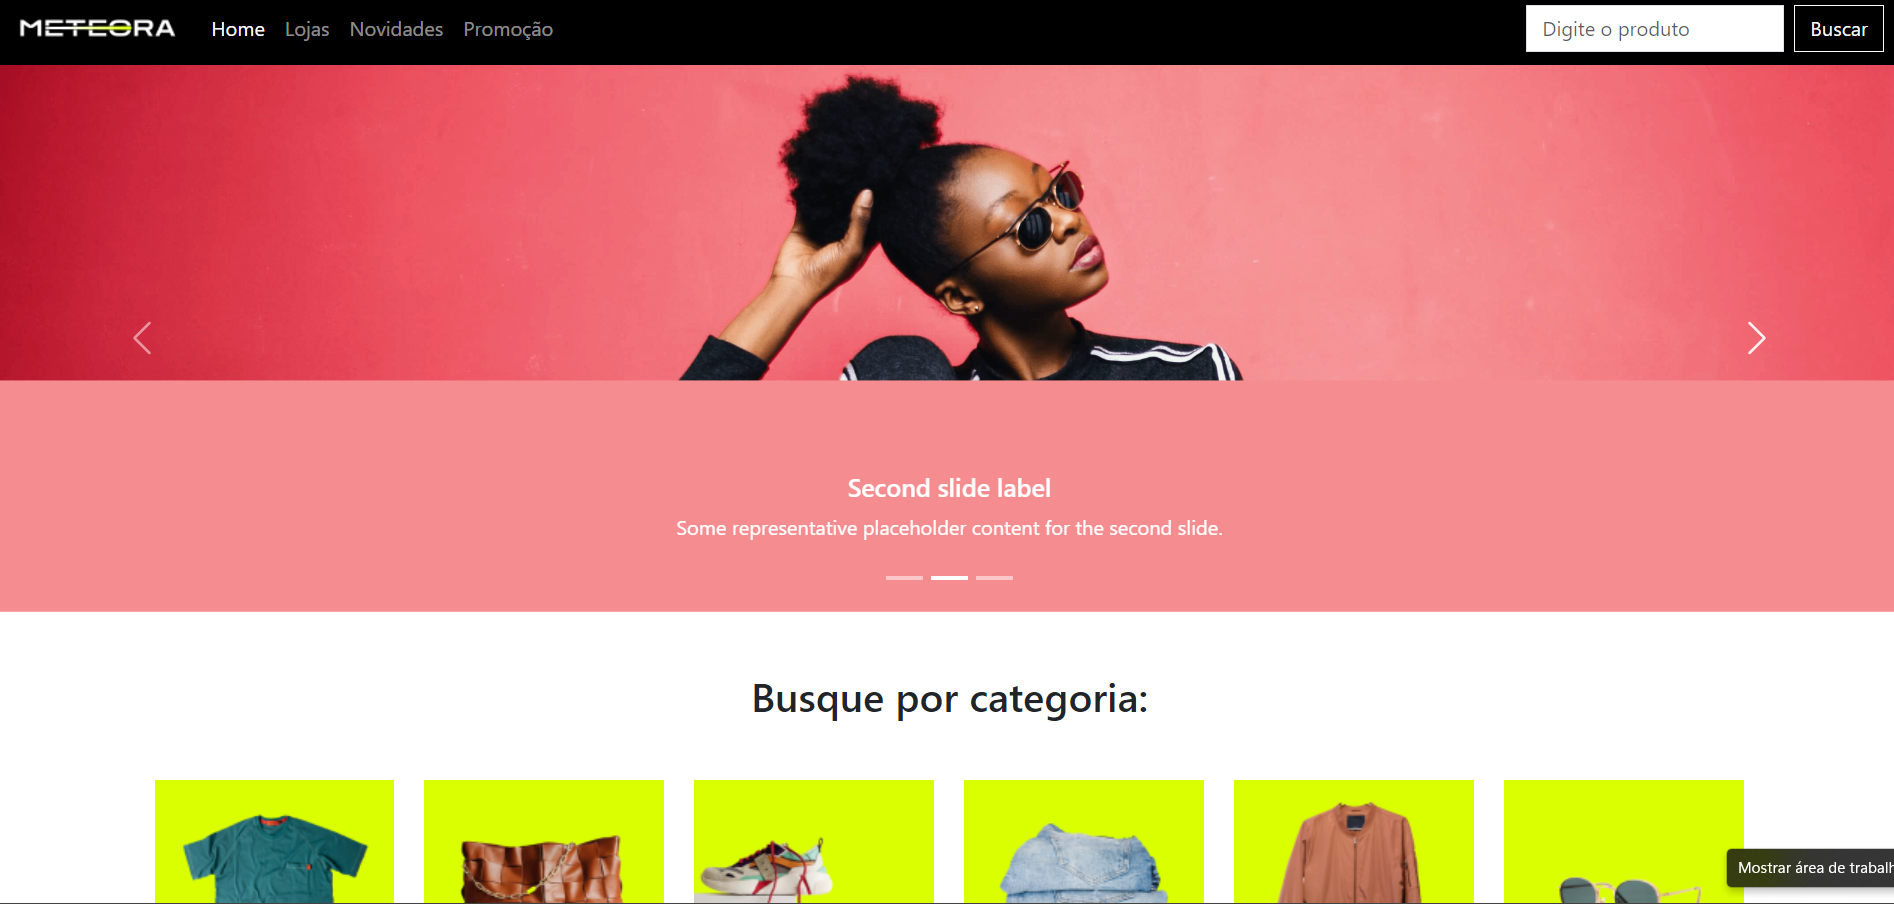 METEORA Home Lojas Novidades Promoção Digite o produto Buscar
Second slide label
Some representative placeholder content for the second slide.
Busque por categoria:
Mostrar área de trabalh